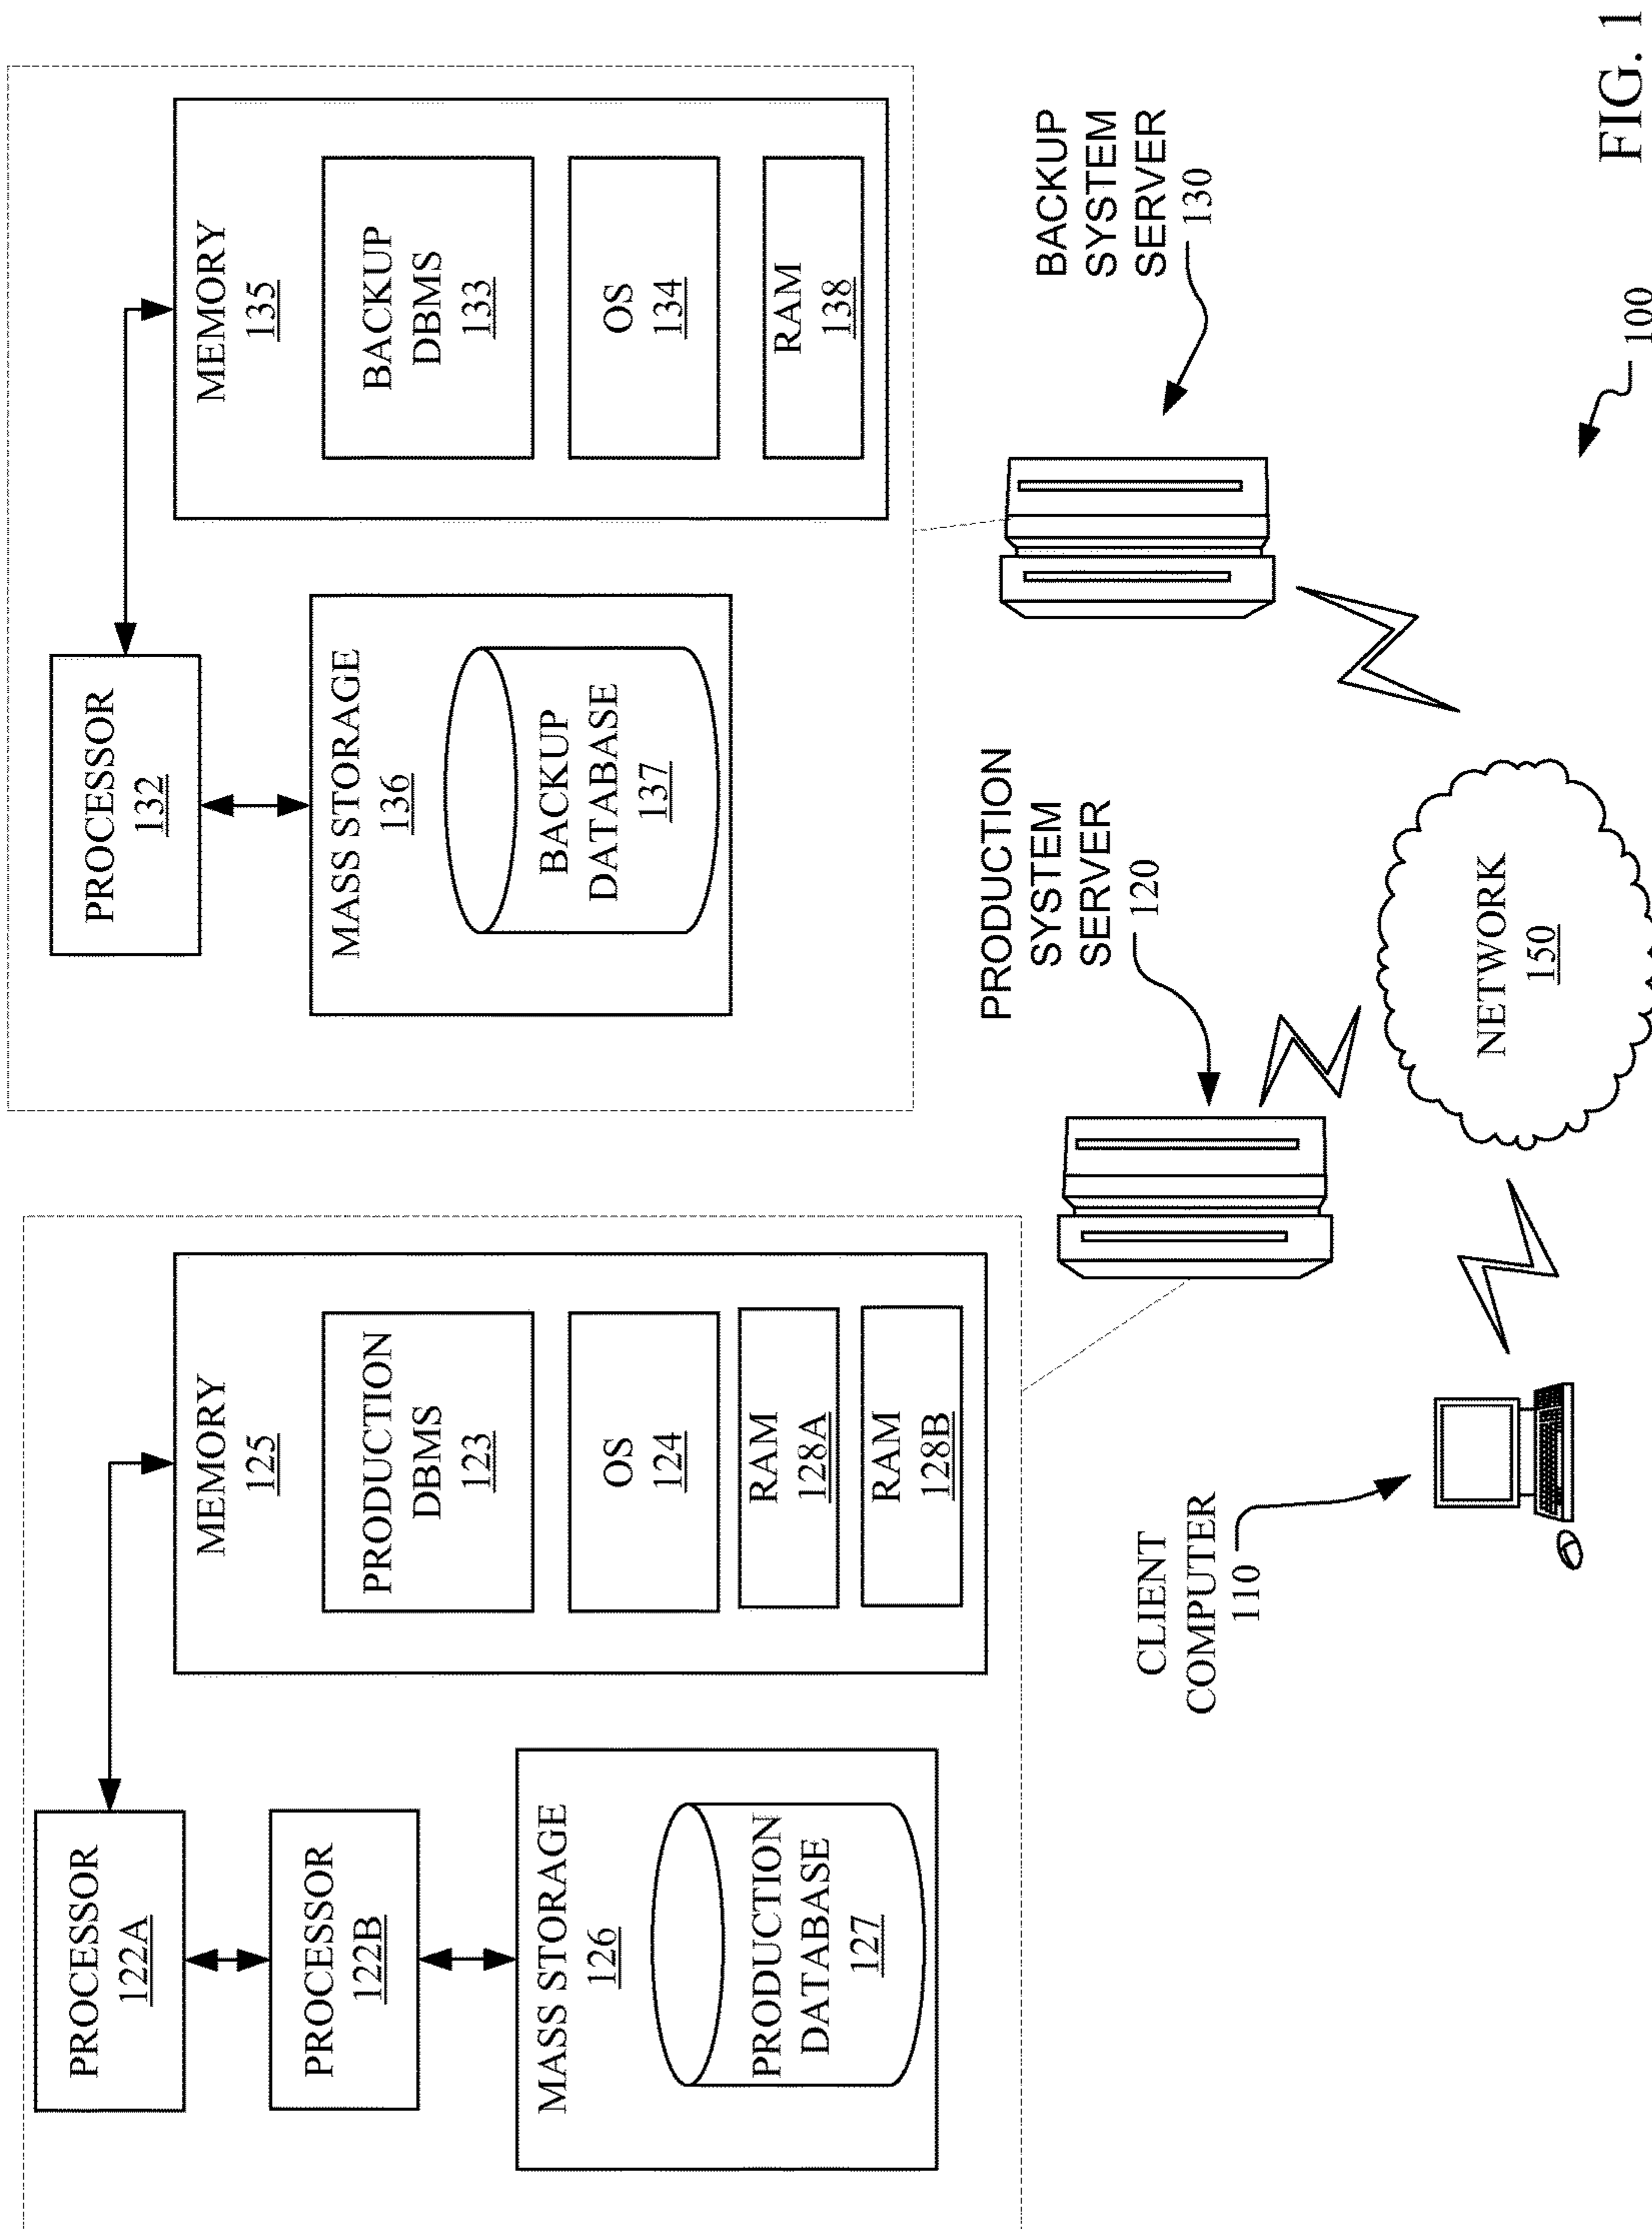 PROCESSOR
122A
PROCESSOR
122B
MASS STORAGE
126
PRODUCTION
DATABASE
127
MEMORY
125
PRODUCTION
DBMS
123
OS
124
RAM
128A
RAM
128B
PROCESSOR
132
MASS STORAGE
136
BACKUP
DATABASE
137
MEMORY
135
BACKUP
DBMS
133
OS
134
RAM
138
CLIENT
COMPUTER
110
PRODUCTION
SYSTEM
SERVER
120
BACKUP
SYSTEM
SERVER
130
NETWORK
150
100
FIG. 1